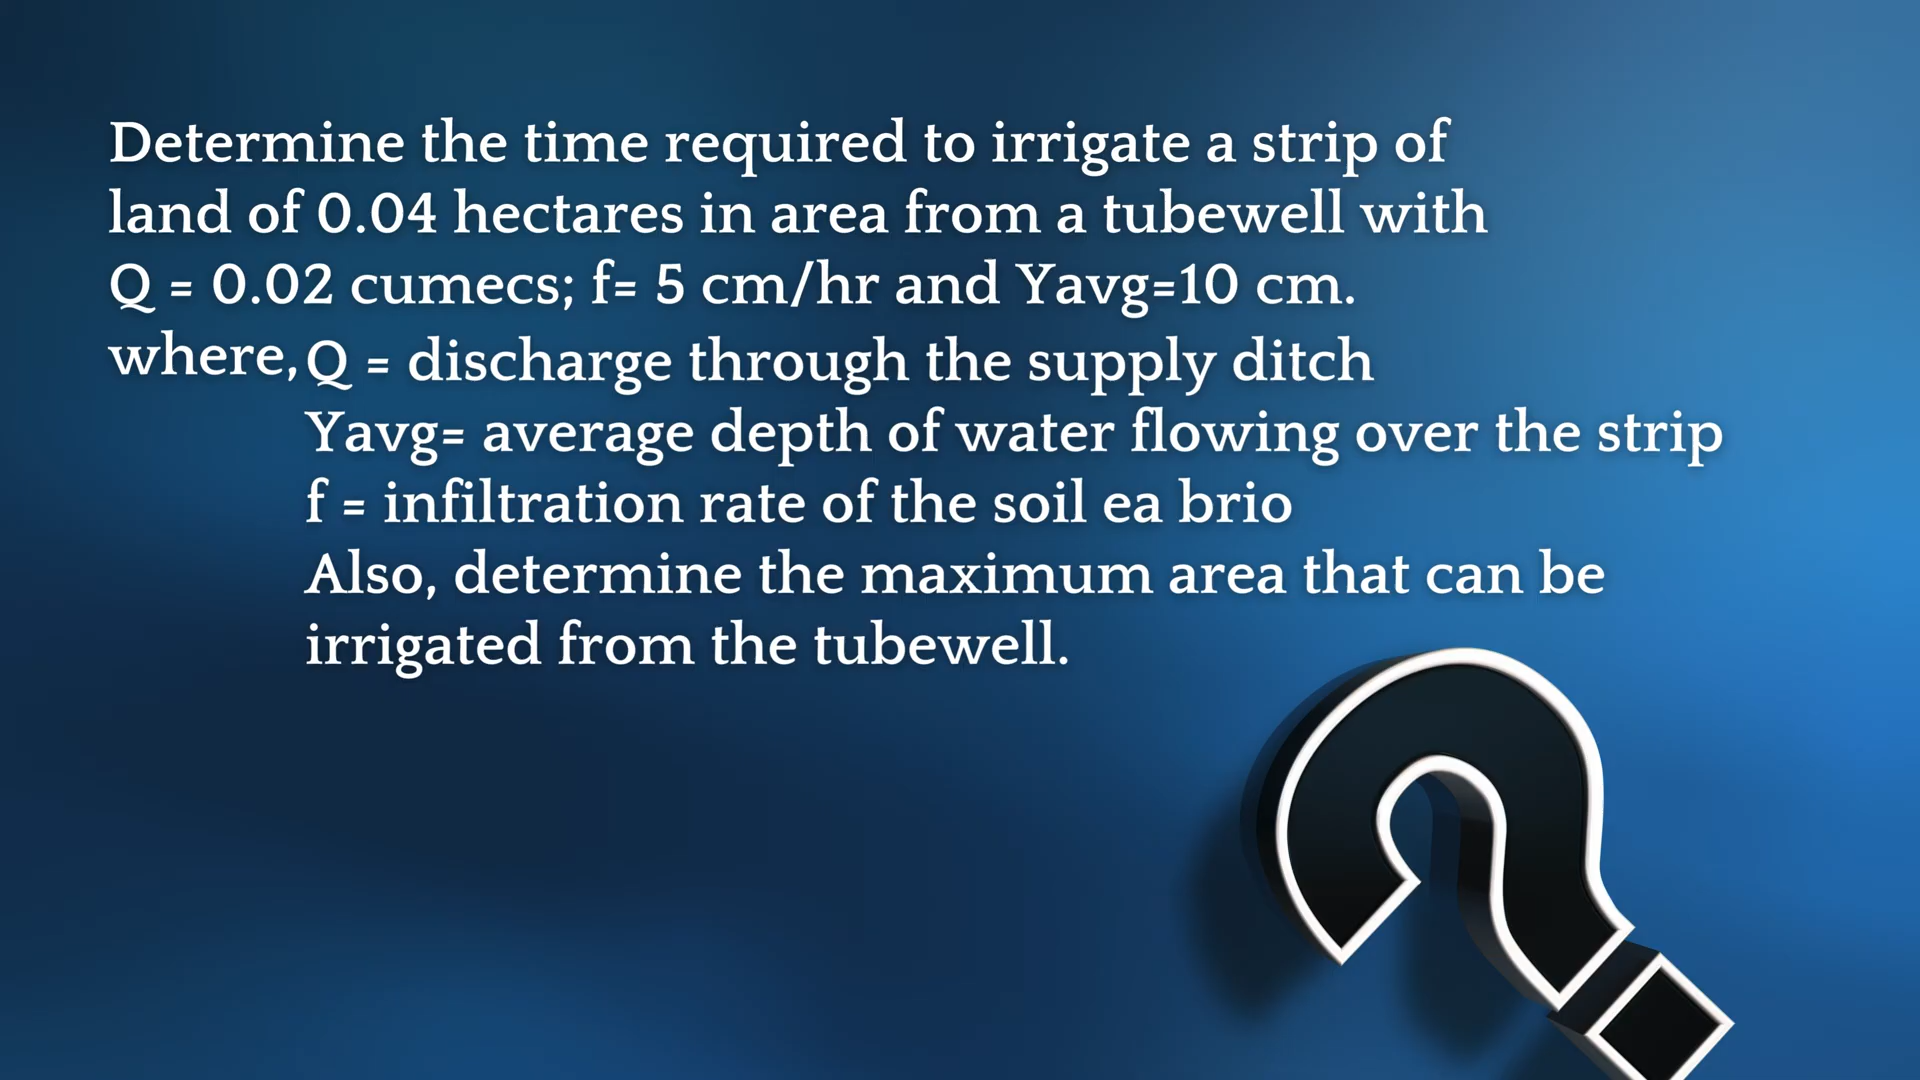 Determine the time required to irrigate a strip of
land of 0.04 hectares in area from a tubewell with
Q = 0.02 cumecs; f= 5 cm/hr and Yavg=10 cm.
where, Q = discharge through the supply ditch
Yavg= average depth of water flowing over the strip
f = infiltration rate of the soil ea brio
Also, determine the maximum area that can be
irrigated from the tubewell.